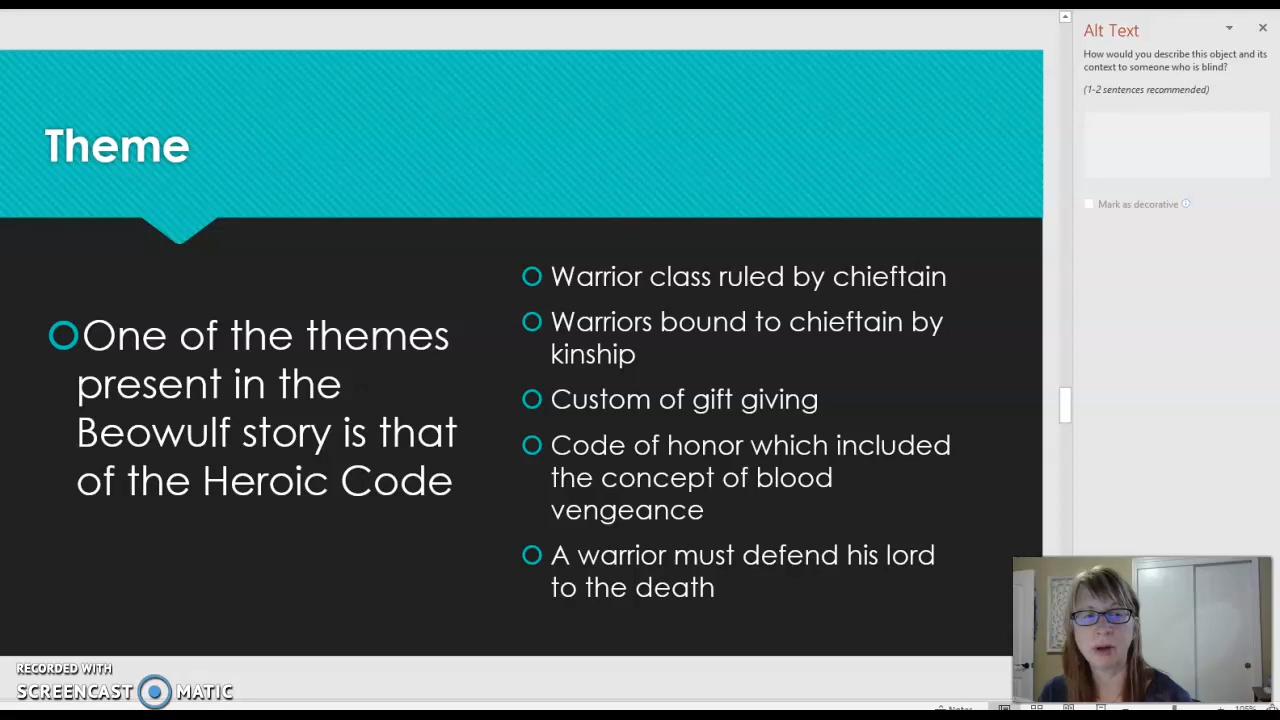 Theme
One of the themes
present in the
Beowulf story is that
of the Heroic Code
Warrior class ruled by chieftain
Warriors bound to chieftain by
kinship
Custom of gift giving
Code of honor which included
the concept of blood
vengeance
A warrior must defend his lord
to the death
Alt Text
How would you describe this object and its
context to someone who is blind?
(1-2 sentences recommended)
Mark as decorative
RECORDED WITH
SCREENCAST MATIC